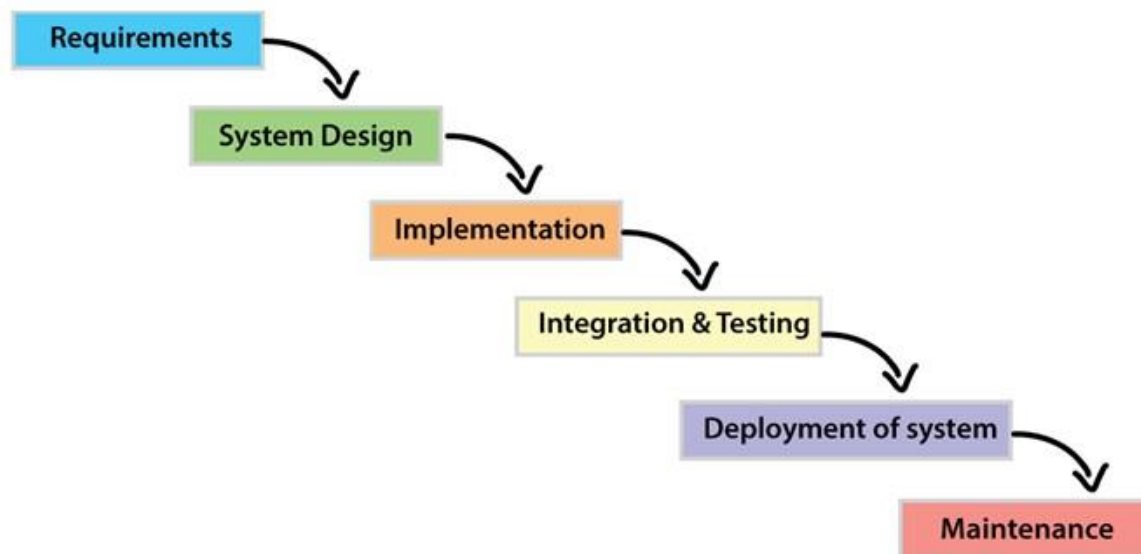 Requirements
System Design
Implementation
Integration & Testing
Deployment of system
Maintenance